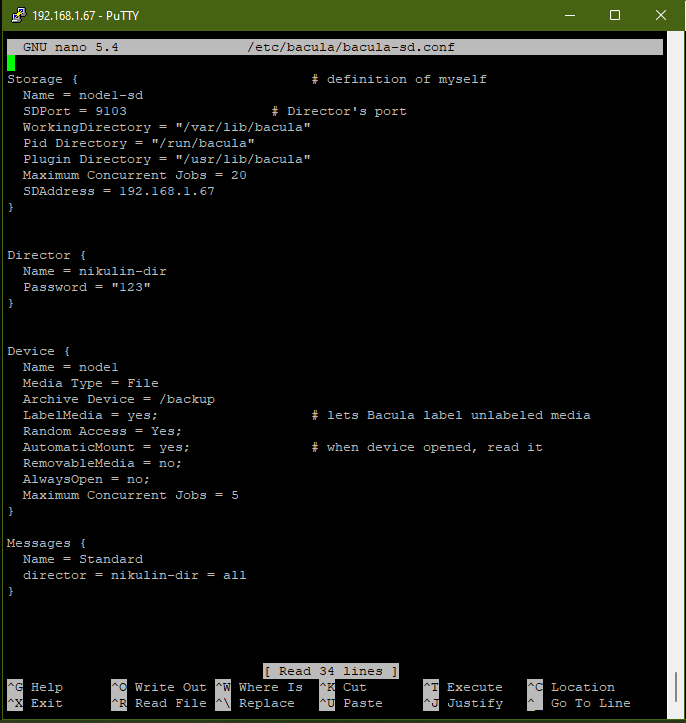 192.168.1.67 - PuTTY
GNU nano 5.4 /etc/bacula/bacula-sd.conf
Storage { # definition of myself
Name = node1-sd
SDPort = 9103 # Director's port
WorkingDirectory = "/var/lib/bacula"
Pid Directory = "/run/bacula"
Plugin Directory = "/usr/lib/bacula"
Maximum Concurrent Jobs = 20
SDAddress = 192.168.1.67
}
Director {
Name = nikulin-dir
Password = "123"
}
Device {
Name = node1
Media Type = File
Archive Device = /backup
LabelMedia = yes; # lets Bacula label unlabeled media
Random Access = Yes;
AutomaticMount = yes; # when device opened, read it
RemovableMedia = no;
AlwaysOpen = no;
Maximum Concurrent Jobs = 5
}
Messages {
Name = Standard
director = nikulin-dir = all
}
[ Read 34 lines ]
^G Help ^O Write Out ^W Where Is ^K Cut ^T Execute ^C Location
^X Exit ^R Read File ^\ Replace ^U Paste ^J Justify ^_ Go To Line